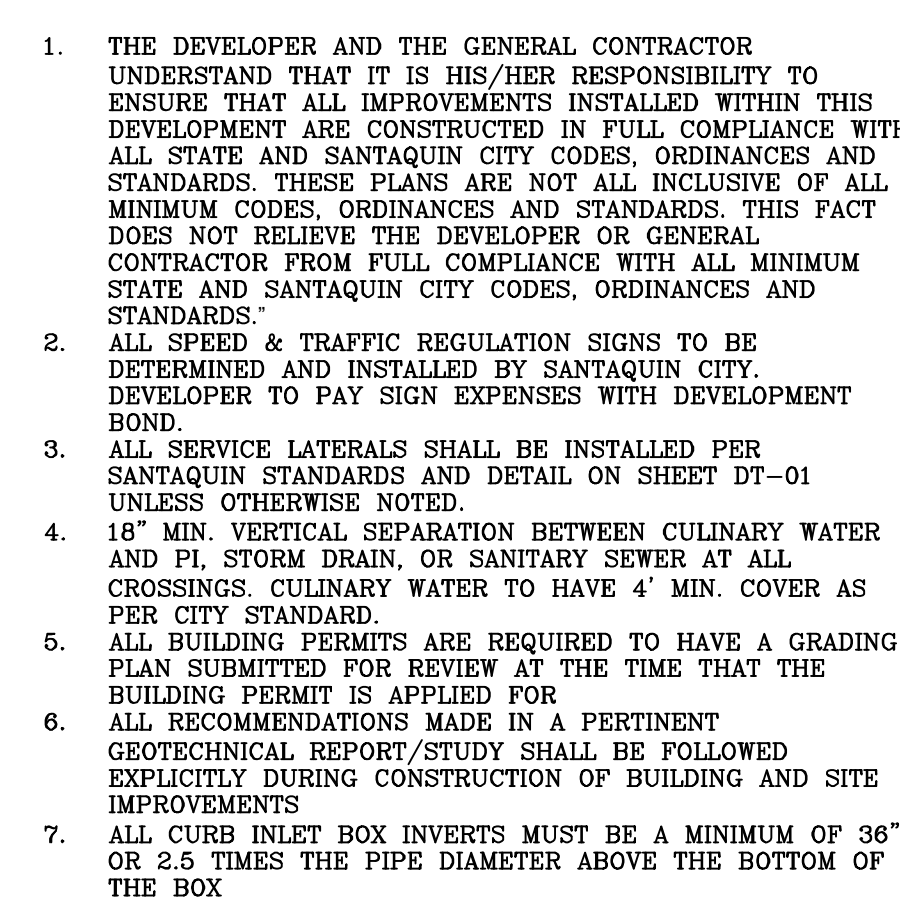 1. THE DEVELOPER AND THE GENERAL CONTRACTOR
UNDERSTAND THAT IT IS HIS/HER RESPONSIBILITY TO
ENSURE THAT ALL IMPROVEMENTS INSTALLED WITHIN THIS
DEVELOPMENT ARE CONSTRUCTED IN FULL COMPLIANCE WITH
ALL STATE AND SANTAQUIN CITY CODES, ORDINANCES AND
STANDARDS. THESE PLANS ARE NOT ALL INCLUSIVE OF ALL
MINIMUM CODES, ORDINANCES AND STANDARDS. THIS FACT
DOES NOT RELIEVE THE DEVELOPER OR GENERAL
CONTRACTOR FROM FULL COMPLIANCE WITH ALL MINIMUM
STATE AND SANTAQUIN CITY CODES, ORDINANCES AND
STANDARDS."
2. ALL SPEED & TRAFFIC REGULATION SIGNS TO BE
DETERMINED AND INSTALLED BY SANTAQUIN CITY.
DEVELOPER TO PAY SIGN EXPENSES WITH DEVELOPMENT
BOND.
3. ALL SERVICE LATERALS SHALL BE INSTALLED PER
SANTAQUIN STANDARDS AND DETAIL ON SHEET DT-01
UNLESS OTHERWISE NOTED.
4. 18" MIN. VERTICAL SEPARATION BETWEEN CULINARY WATER
AND PI, STORM DRAIN, OR SANITARY SEWER AT ALL
CROSSINGS. CULINARY WATER TO HAVE 4' MIN. COVER AS
PER CITY STANDARD.
5. ALL BUILDING PERMITS ARE REQUIRED TO HAVE A GRADING
PLAN SUBMITTED FOR REVIEW AT THE TIME THAT THE
BUILDING PERMIT IS APPLIED FOR
6. ALL RECOMMENDATIONS MADE IN A PERTINENT
GEOTECHNICAL REPORT/STUDY SHALL BE FOLLOWED
EXPLICITLY DURING CONSTRUCTION OF BUILDING AND SITE
IMPROVEMENTS
7. ALL CURB INLET BOX INVERTS MUST BE A MINIMUM OF 36"
OR 2.5 TIMES THE PIPE DIAMETER ABOVE THE BOTTOM OF
THE BOX